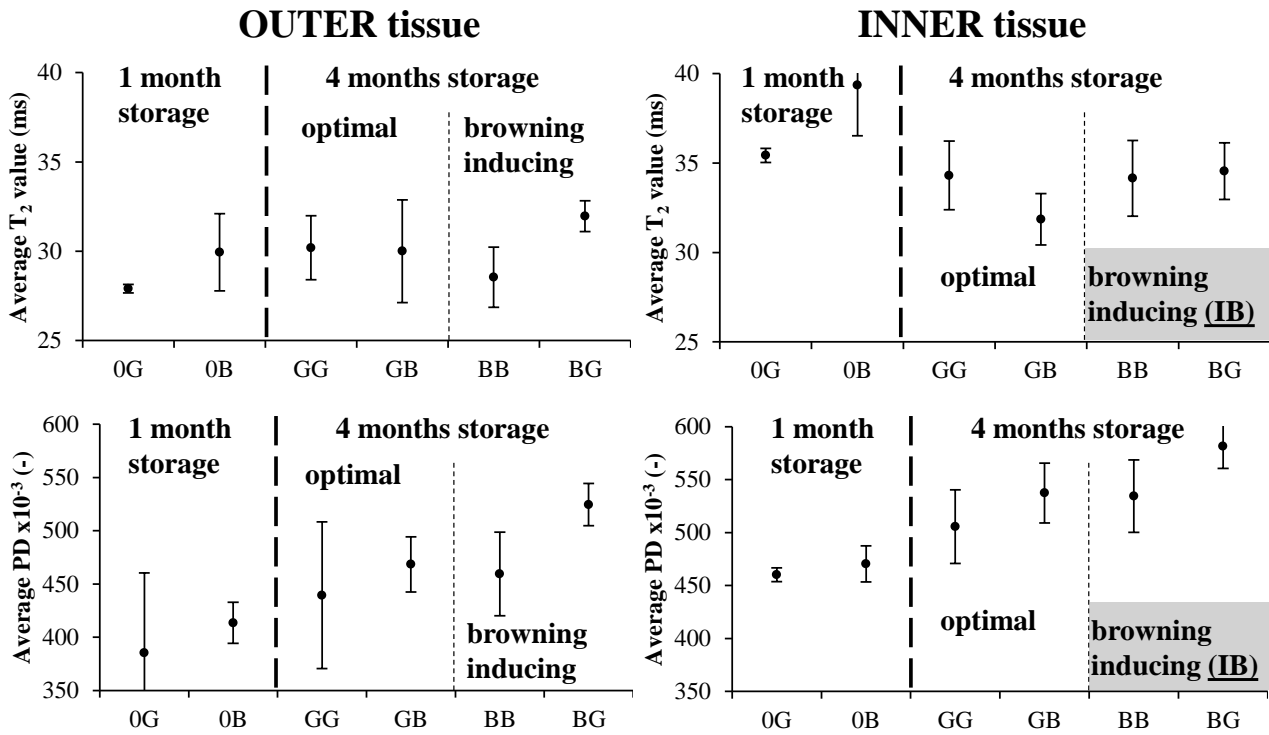 OUTER tissue
Average T2 value (ms)
40
35
30
25
1 month
storage
4 months storage
optimal
browning
inducing
0G 0B GG GB BB BG
INNER tissue
Average T2 value (ms)
40
35
30
25
1 month
storage
4 months storage
optimal
browning
inducing (IB)
0G 0B GG GB BB BG
Average PD x10-3 (-)
600
550
500
450
400
350
1 month
storage
4 months storage
optimal
browning
inducing
0G 0B GG GB BB BG
Average PD x10-3 (-)
600
550
500
450
400
350
1 month
storage
4 months storage
optimal
browning
inducing (IB)
0G 0B GG GB BB BG